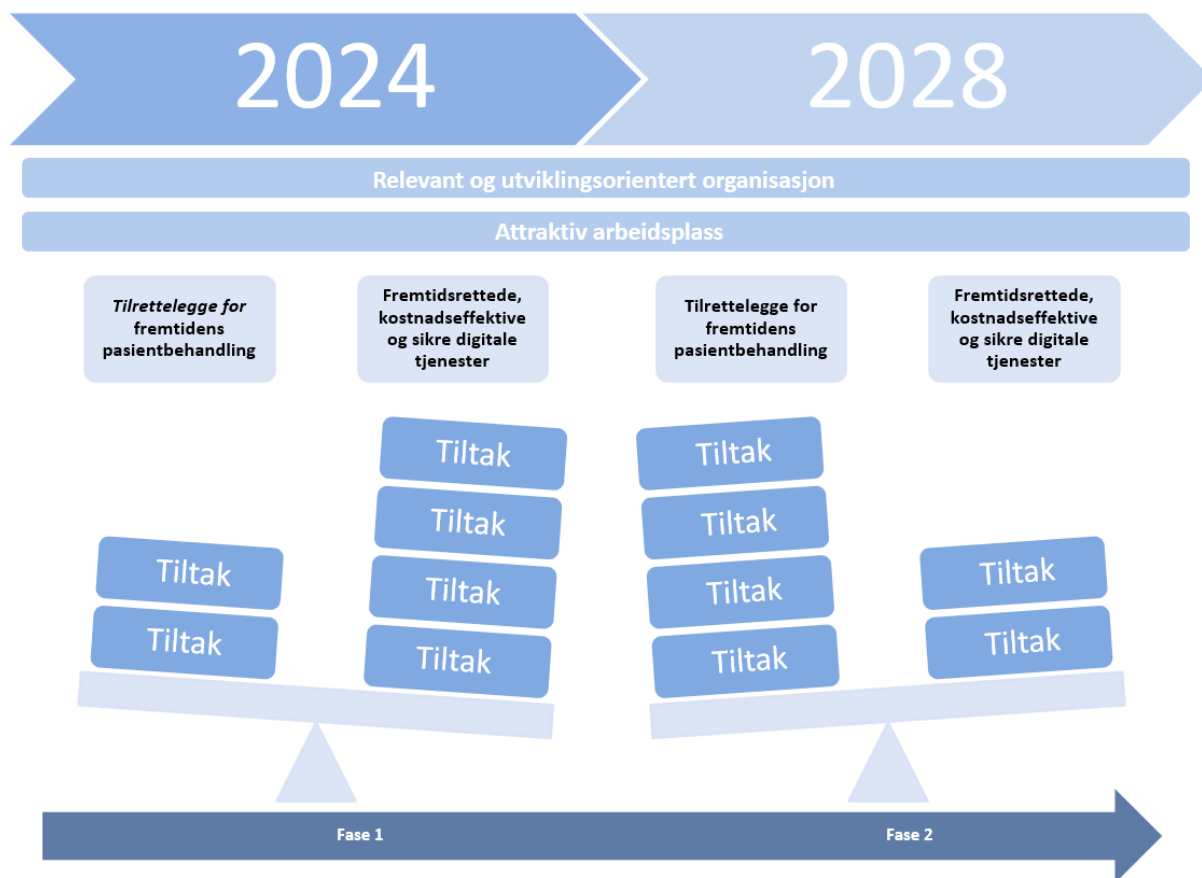 2024
2028
Relevant og utviklingsorientert organisasjon
Attraktiv arbeidsplass
Tilrettelegge for
fremtidens
pasientbehandling
Fremtidsrettede,
kostnadseffektive
og sikre digitale
tjenester
Tilrettelegge for
fremtidens
pasientbehandling
Fremtidsrettede,
kostnadseffektive
og sikre digitale
tjenester
Tiltak
Tiltak
Tiltak
Tiltak
Tiltak
Tiltak
Tiltak
Tiltak
Tiltak
Tiltak
Tiltak
Tiltak
Fase 1
Fase 2